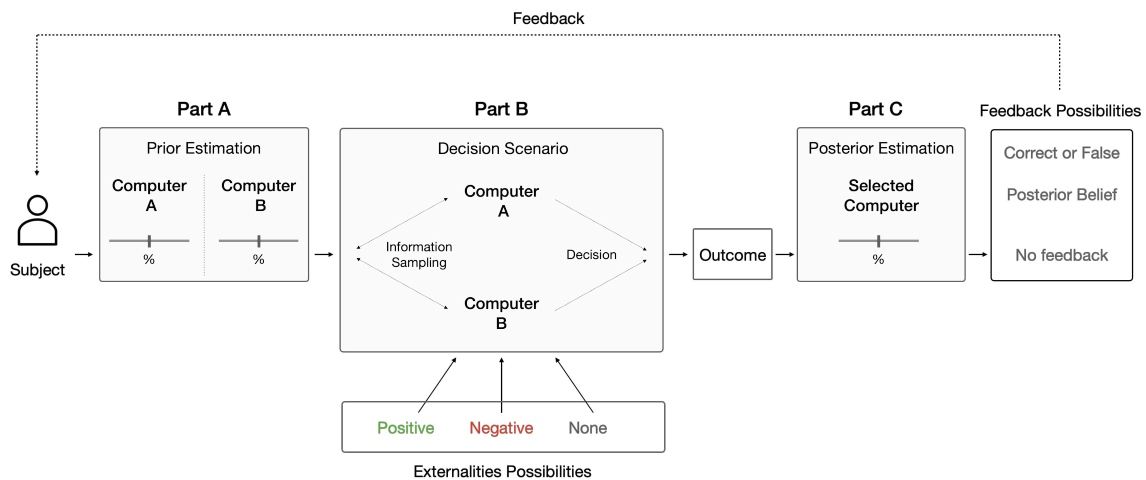 Feedback
Part A
Part B
Part C
Feedback Possibilities
Prior Estimation
Computer
A
%
Computer
B
%
Subject
Decision Scenario
Computer
A
Information
Sampling
Decision
Computer
B
Outcome
Posterior Estimation
Selected
Computer
%
Correct or False
Posterior Belief
No feedback
Positive
Negative
None
Externalities Possibilities